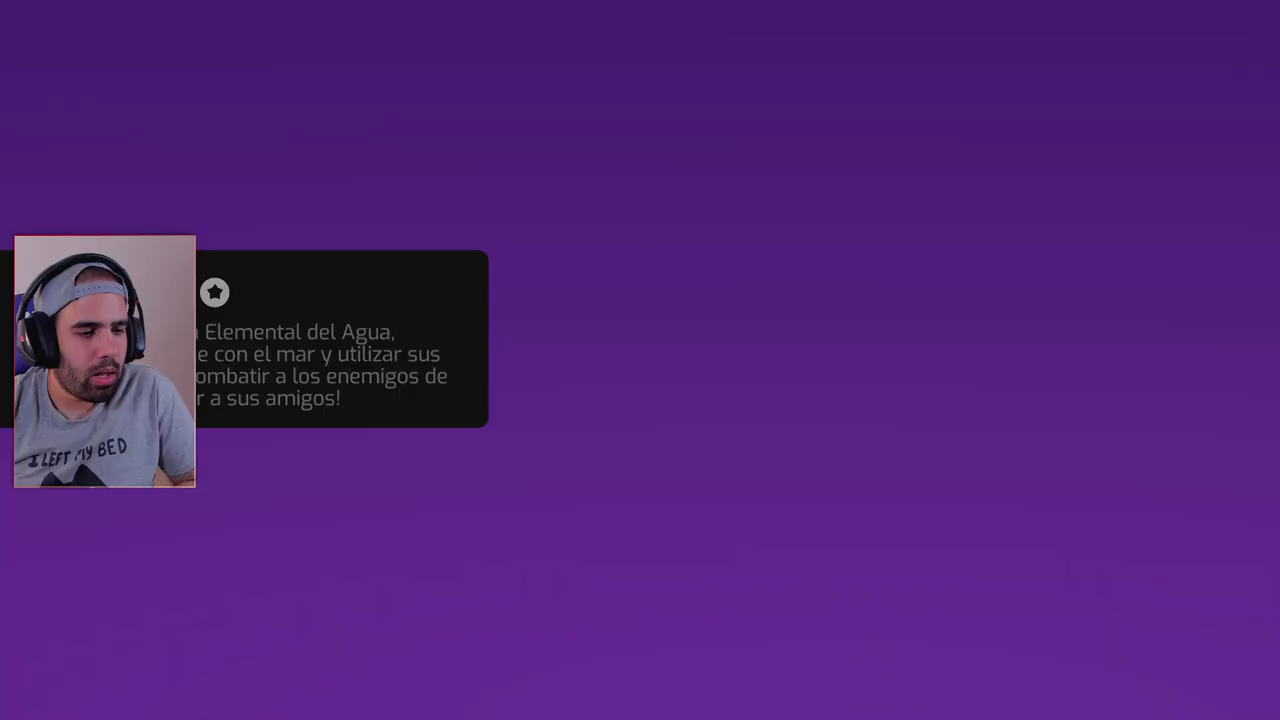 Elemental del Agua,
e con el mar y utilizar sus
ombatir a los enemigos de
r a sus amigos!
I LEFT MY BED